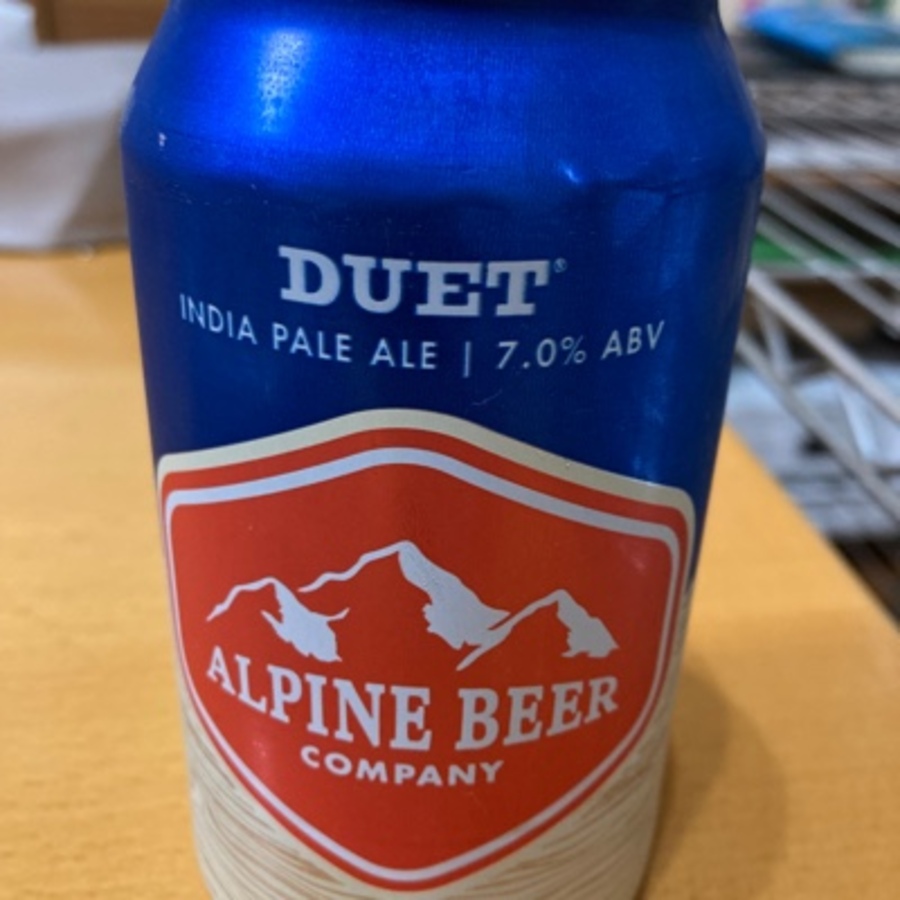 DUET®
INDIA PALE ALE | 7.0% ABV
ALPINE BEER
COMPANY